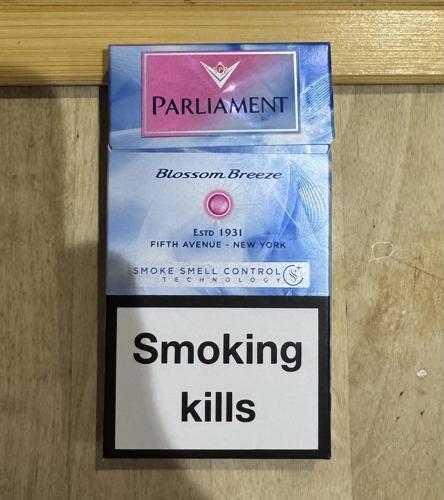 P
PARLIAMENT
Blossom Breeze
ESTD 1931
FIFTH AVENUE - NEW YORK
SMOKE SMELL CONTROL
TECHNOLOGY
Smoking
kills